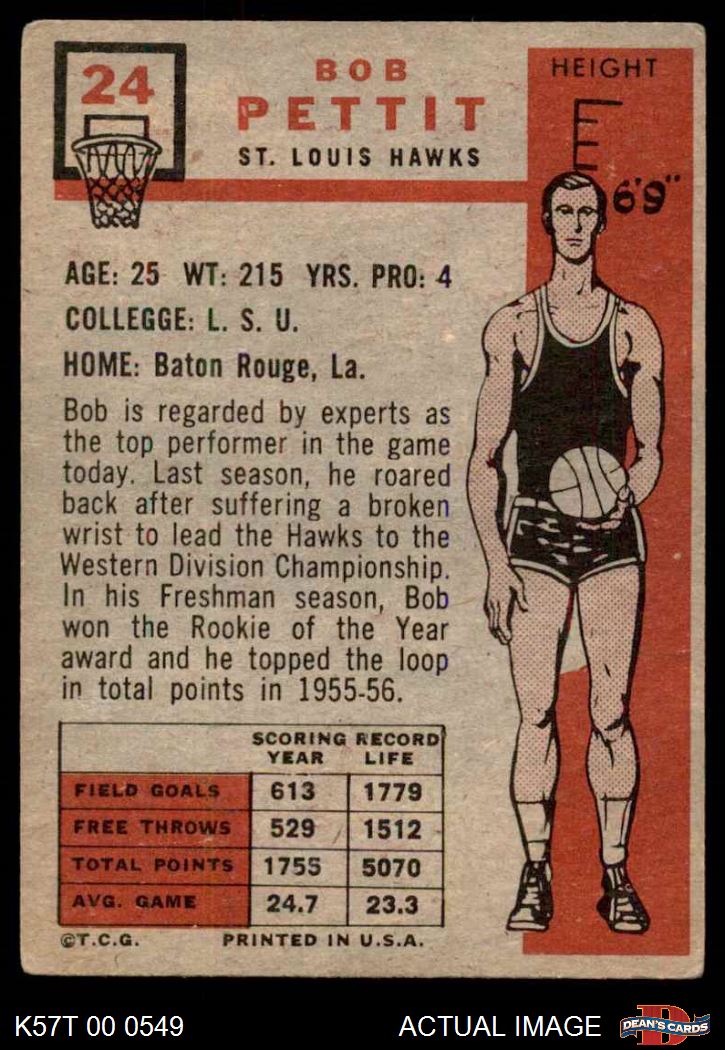 24
BOB
PETTIT
ST. LOUIS HAWKS
HEIGHT
6'9"
AGE: 25 WT: 215 YRS. PRO: 4
COLLEGGE: L. S. U.
HOME: Baton Rouge, La.
Bob is regarded by experts as
the top performer in the game
today. Last season, he roared
back after suffering a broken
wrist to lead the Hawks to the
Western Division Championship.
In his Freshman season, Bob
won the Rookie of the Year
award and he topped the loop
in total points in 1955-56.
SCORING RECORD
YEAR LIFE
FIELD GOALS 613 1779
FREE THROWS 529 1512
TOTAL POINTS 1755 5070
AVG. GAME 24.7 23.3
©T.C.G. PRINTED IN U.S.A.
K57T 00 0549 ACTUAL IMAGE
D
DEAN'S CARDS